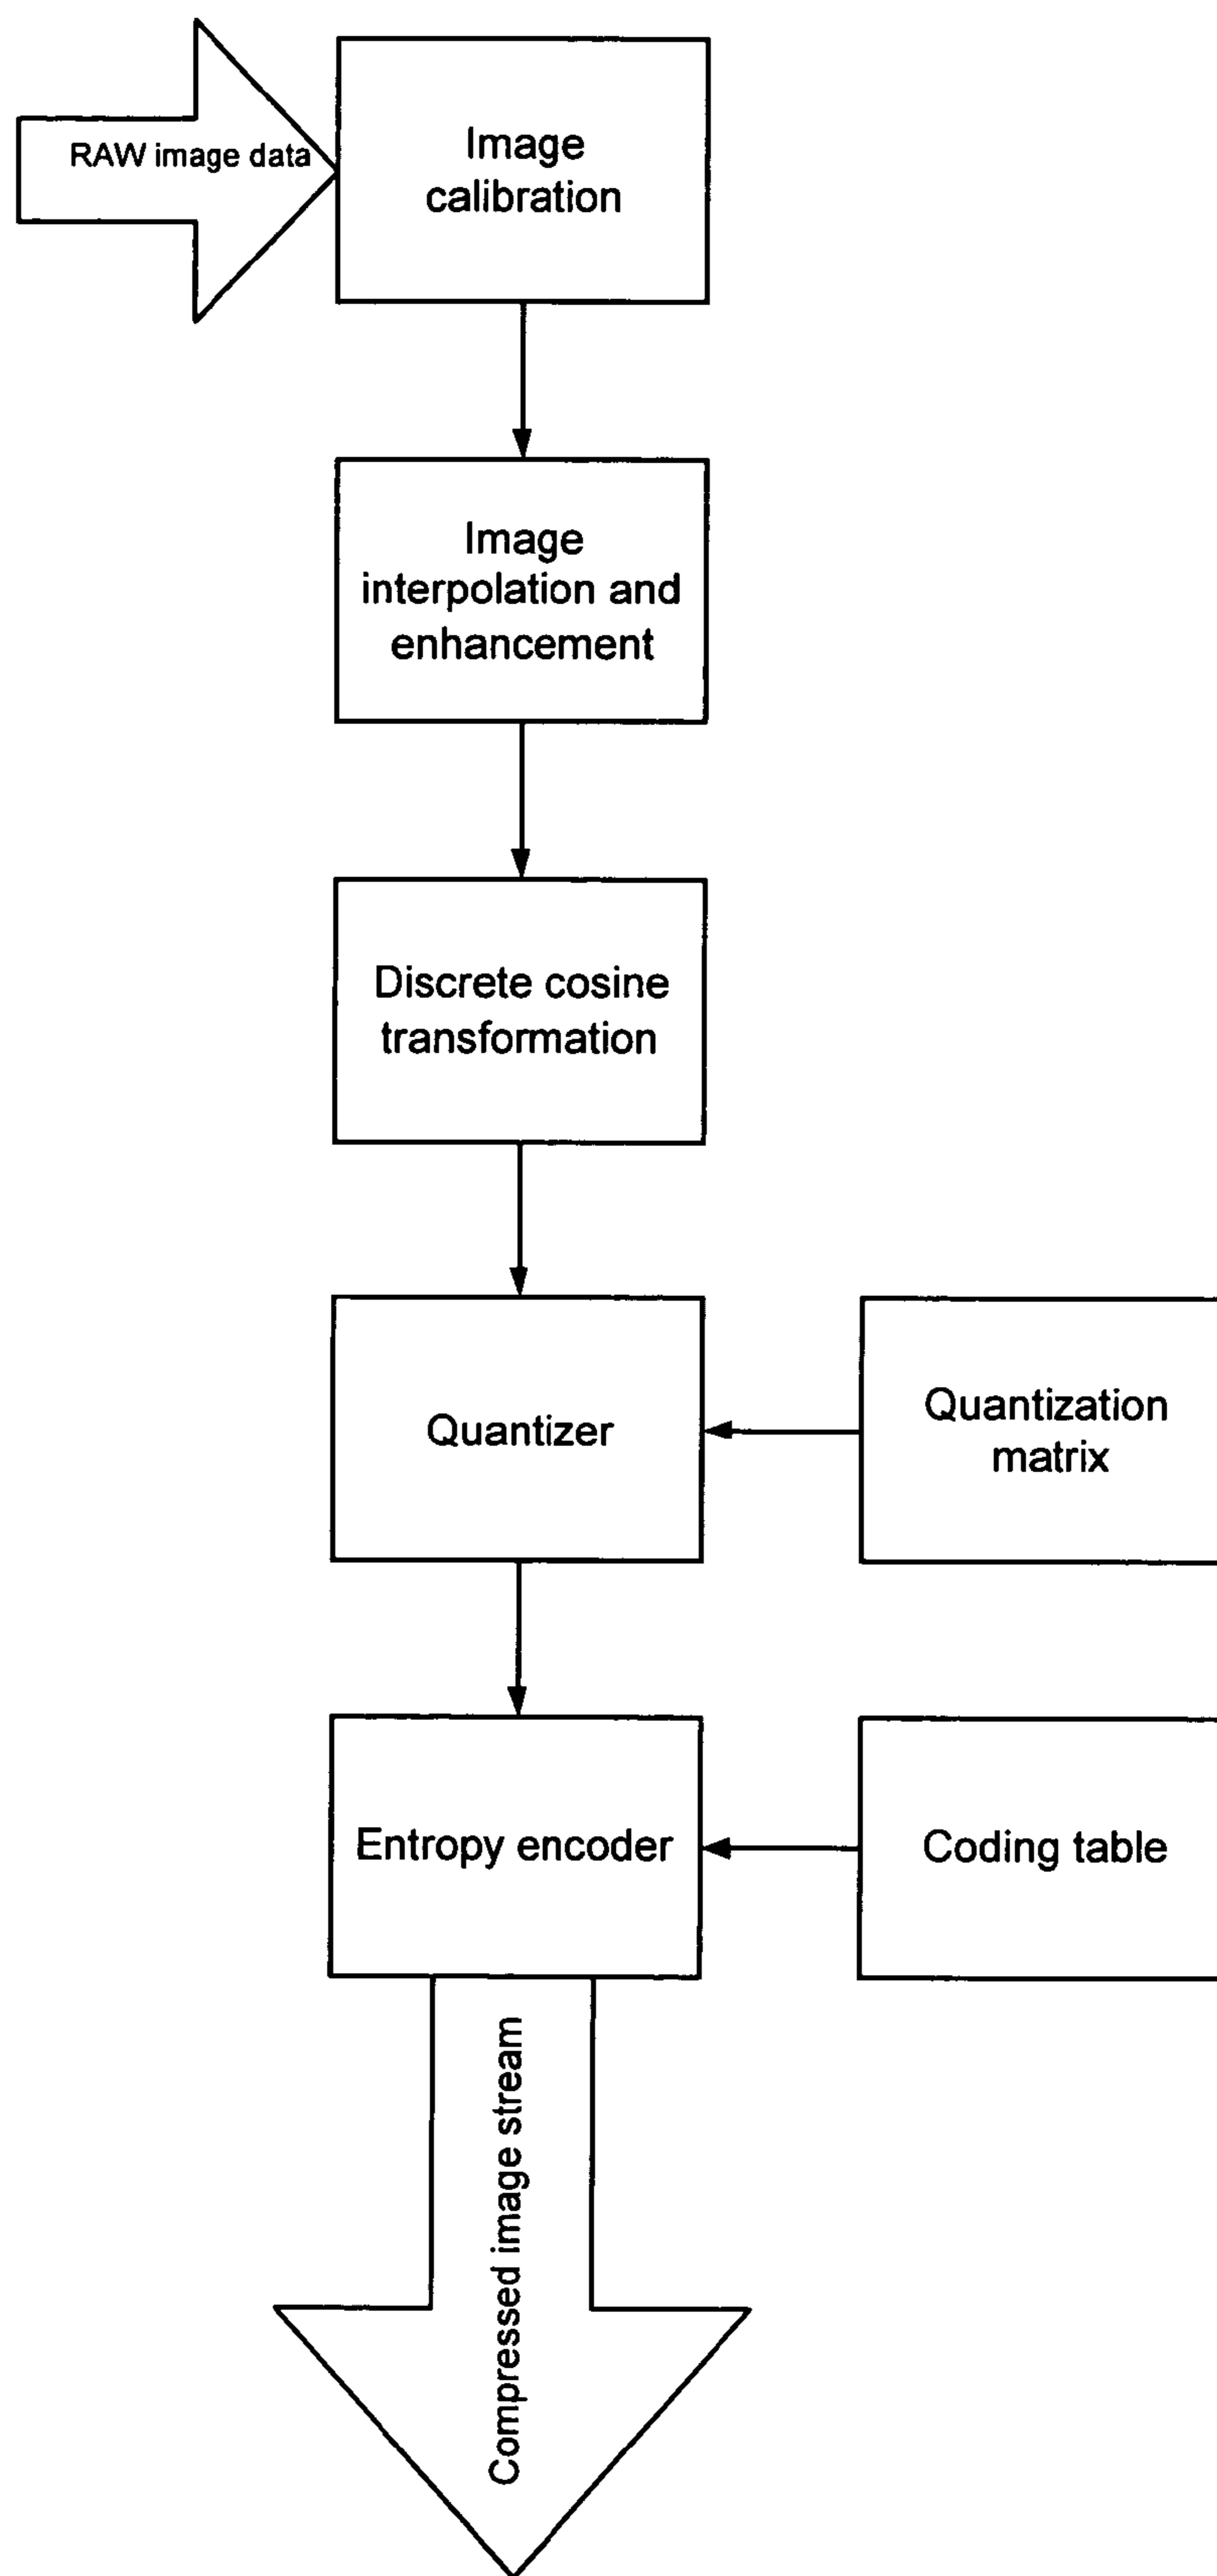 RAW image data
Image
calibration
Image
interpolation and
enhancement
Discrete cosine
transformation
Quantizer
Quantization
matrix
Entropy encoder
Coding table
Compressed image stream